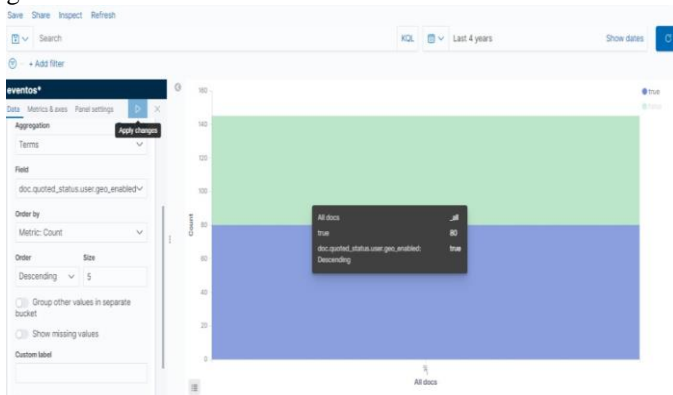 Save Share Inspect Refresh
Search KQL Last 4 years Show dates
+ Add filter
eventos*
Data Metrics & axes Panel settings
Apply changes
Aggregation
Terms
Field
doc.quoted_status.user.geo_enabled
Order by
Metric: Count
Order Size
Descending 5
Group other values in separate
bucket
Show missing values
Custom label
160
140
120
100
80
60
40
20
0
Count
All docs _all
true 80
doc.quoted_status.user.geo_enabled: true
Descending
All docs
true